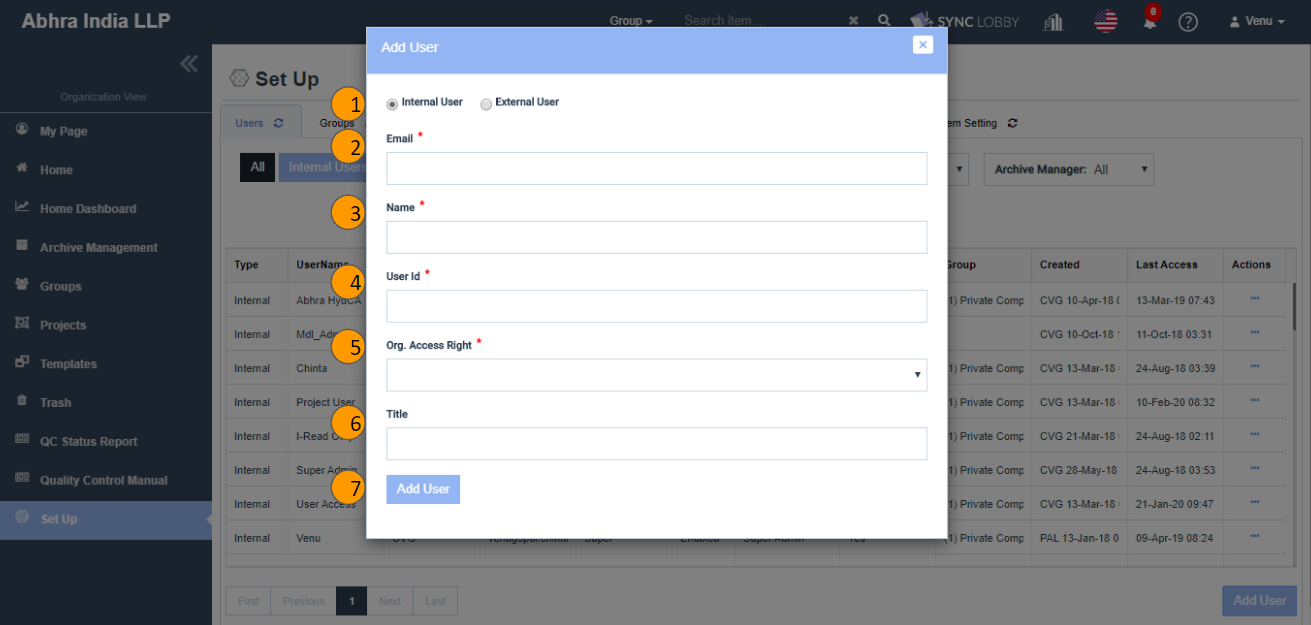 Abhra India LLP
Group
Search item...
SYNC LOBBY
0
Venu
Organization View
My Page
Home
Home Dashboard
Archive Management
Groups
Projects
Templates
Trash
QC Status Report
Quality Control Manual
Set Up
Set Up
Users
Groups
em Setting
All
Internal Users
Archive Manager: All
Add User
1
Internal User External User
2
Email *
3
Name *
4
User Id *
5
Org. Access Right *
6
Title
7
Add User
Type UserName Group Created Last Access Actions
Internal Abhra HydCA 1) Private Comp CVG 10-Apr-18 13-Mar-19 07:43
Internal CVG 10-Oct-18 11-Oct-18 03:31
Internal Chinta 1) Private Comp CVG 13-Mar-18 24-Aug-18 03:39
Internal Project User 1) Private Comp CVG 13-Mar-18 10-Feb-20 08:32
Internal I-Read Only 1) Private Comp CVG 21-Mar-18 24-Aug-18 02:11
Internal Super Admin 1) Private Comp CVG 28-May-18 24-Aug-18 03:53
Internal User Access 1) Private Comp CVG 13-Mar-18 21-Jan-20 09:47
Internal Venu CVG Super Enabled Super Admin Yes (1) Private Comp PAL 13-Jan-18 0 09-Apr-19 08:24
First Previous 1 Next Last
Add User